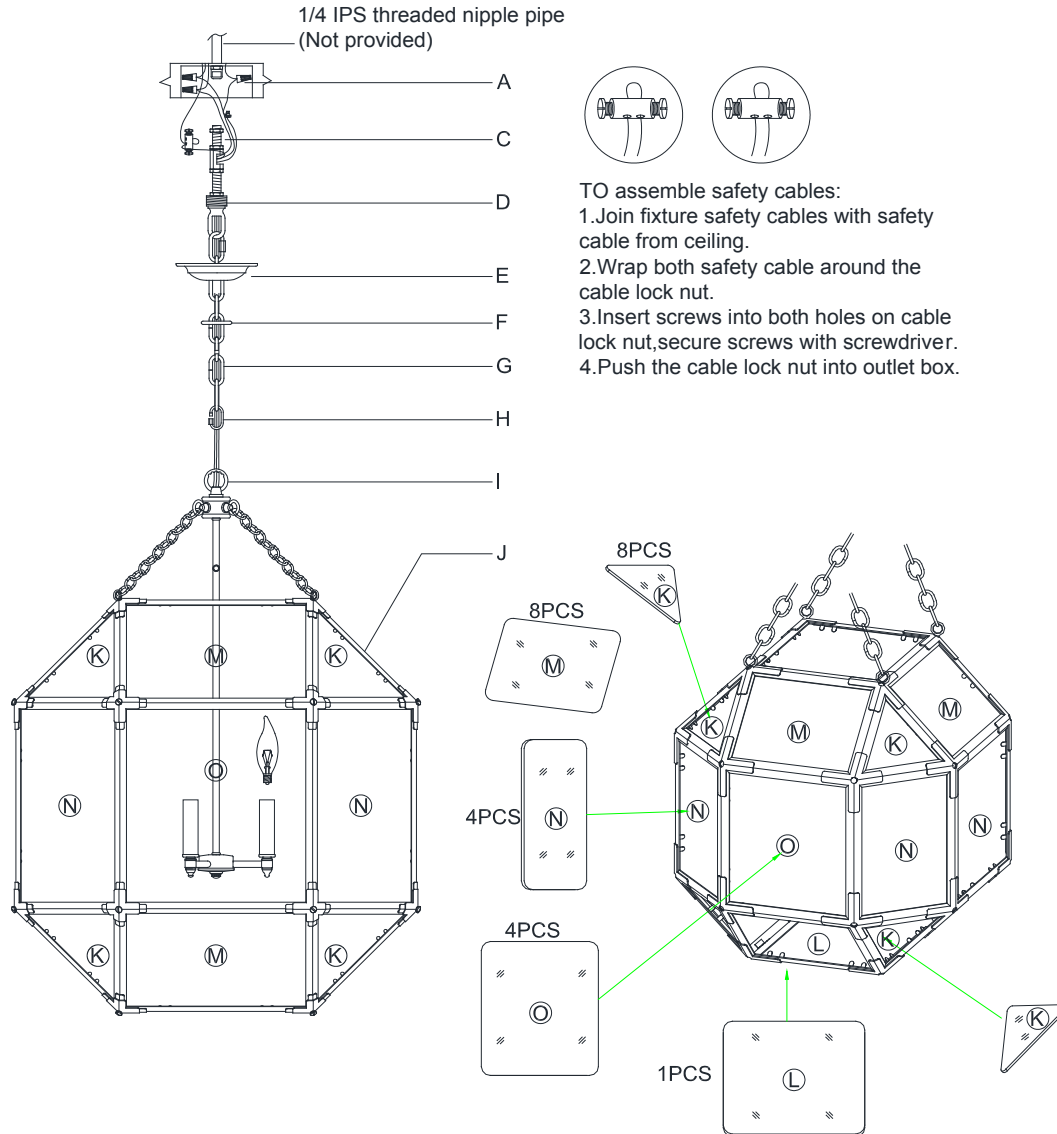 1/4 IPS threaded nipple pipe
(Not provided)
A
C
D
E
F
G
H
I
J
TO assemble safety cables:
1.Join fixture safety cables with safety
cable from ceiling.
2.Wrap both safety cable around the
cable lock nut.
3.Insert screws into both holes on cable
lock nut,secure screws with screwdriver.
4.Push the cable lock nut into outlet box.
K
M
K
N
O
N
K
M
K
8PCS
K
8PCS
M
4PCS
N
4PCS
O
1PCS
L
K
K
M
K
M
N
O
N
N
L
K